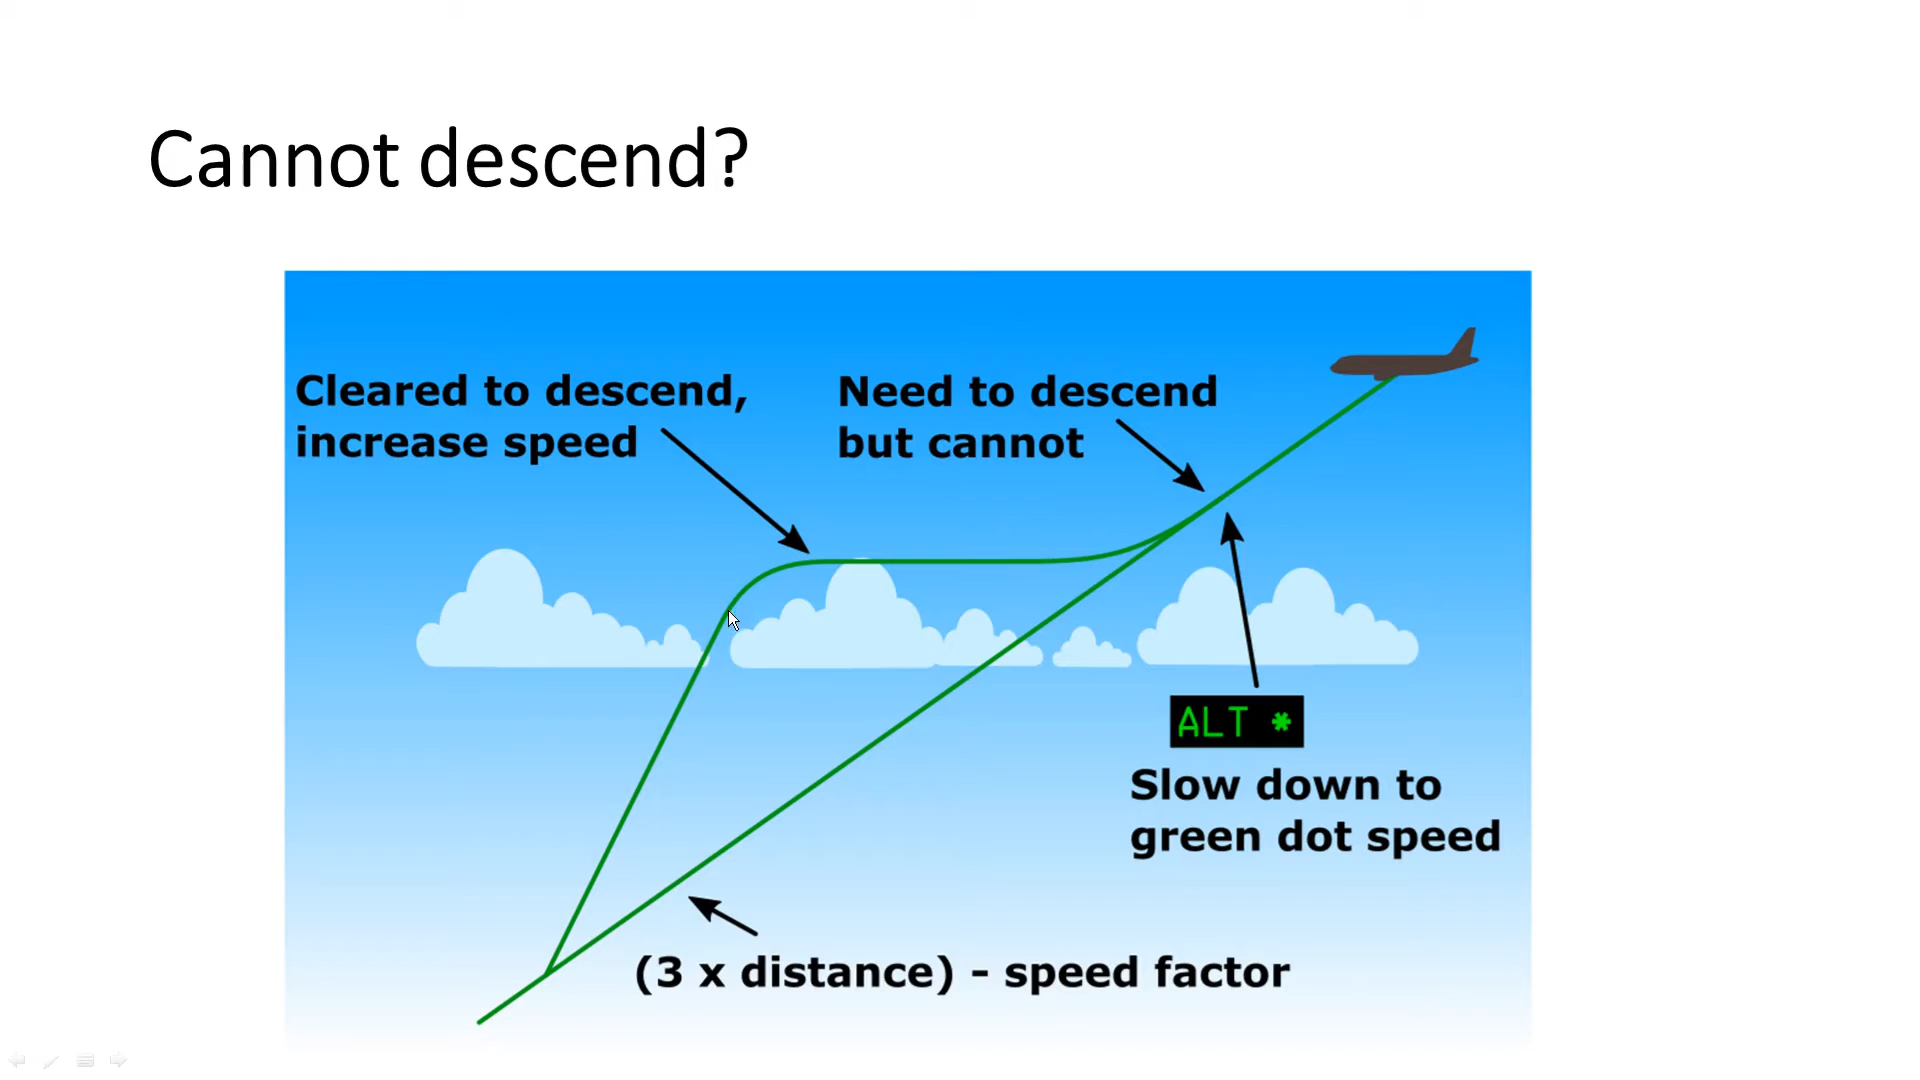 Cannot descend?
Cleared to descend,
increase speed
Need to descend
but cannot
ALT *
Slow down to
green dot speed
(3 x distance) - speed factor